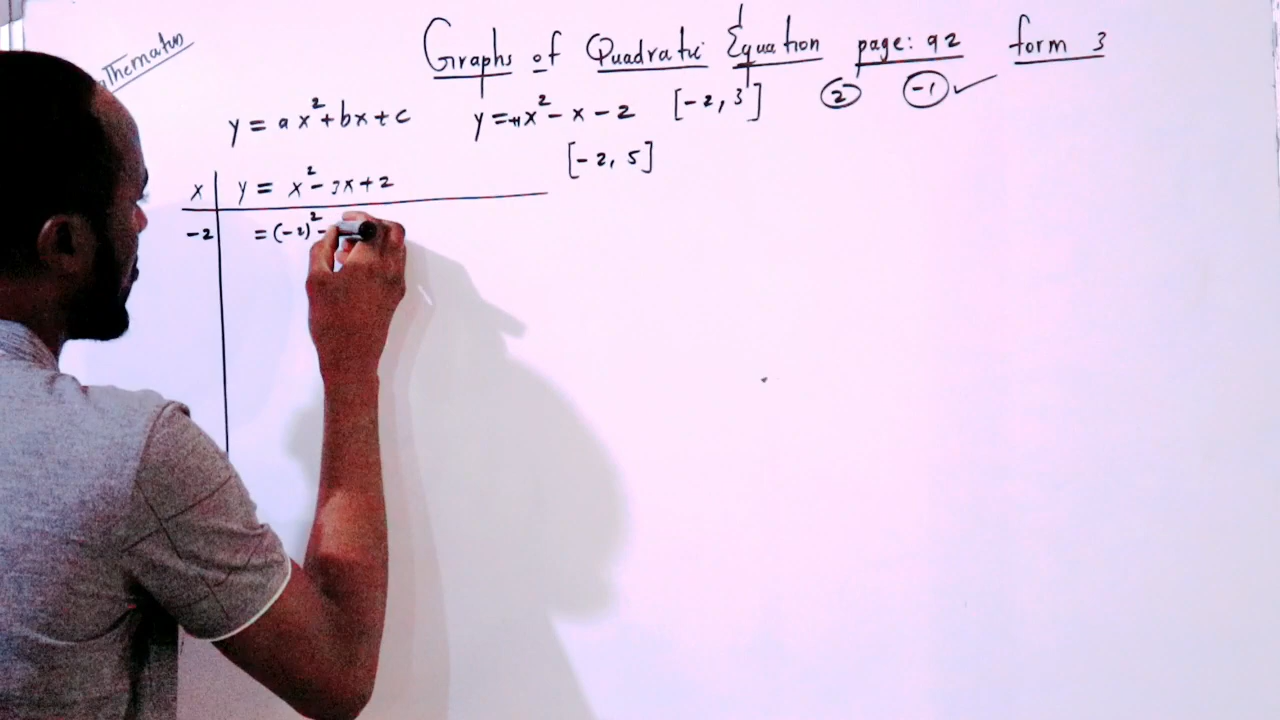 Graphs of Quadratic Equation page: 92 form 3
Thematics
y = ax²+bx+c y=+x²-x-2 [-2, 3] ② ⊖1 ✓
[-2, 5]
x | y = x²-3x+2
-2 | =(-2)²-